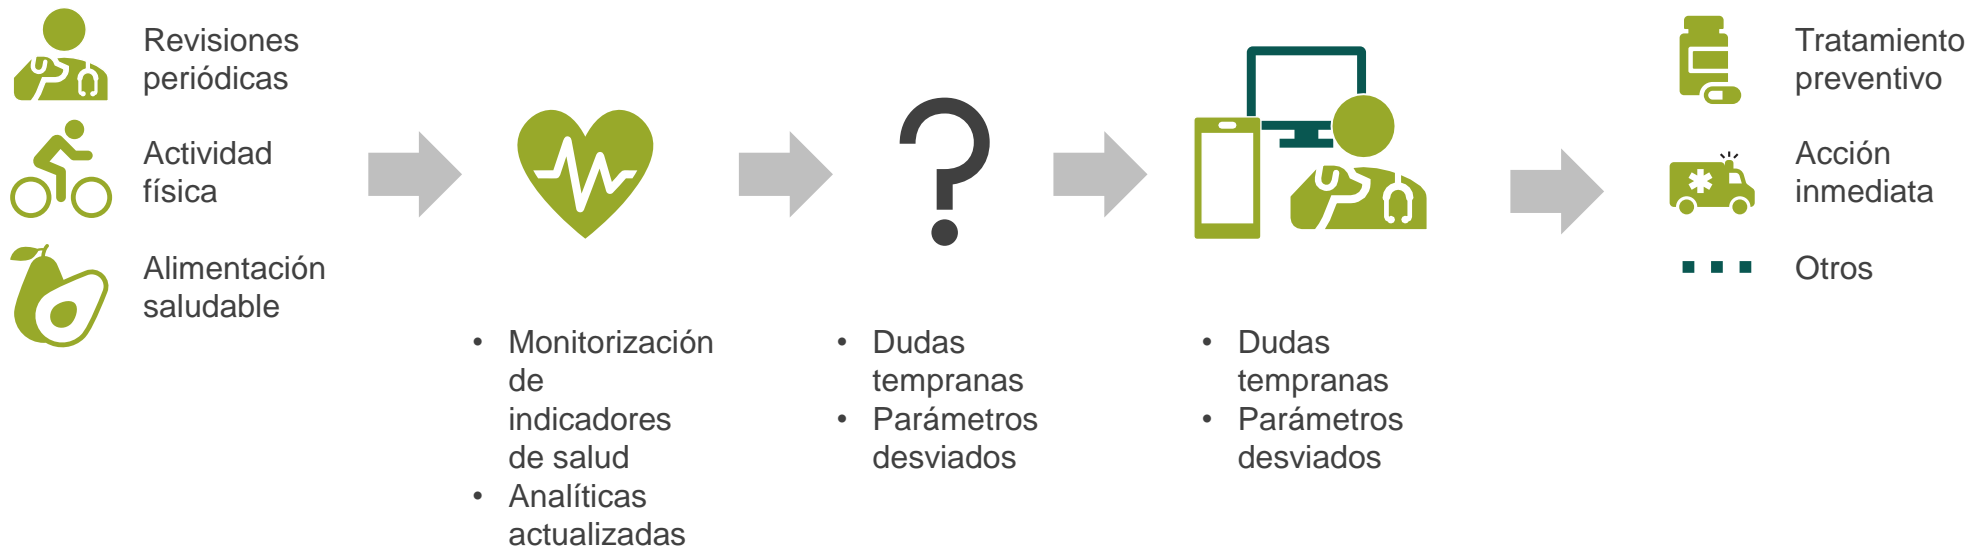 Revisiones
periódicas
Actividad
física
Alimentación
saludable
• Monitorización
de
indicadores
de salud
• Analíticas
actualizadas
• Dudas
tempranas
• Parámetros
desviados
• Dudas
tempranas
• Parámetros
desviados
Tratamiento
preventivo
Acción
inmediata
Otros